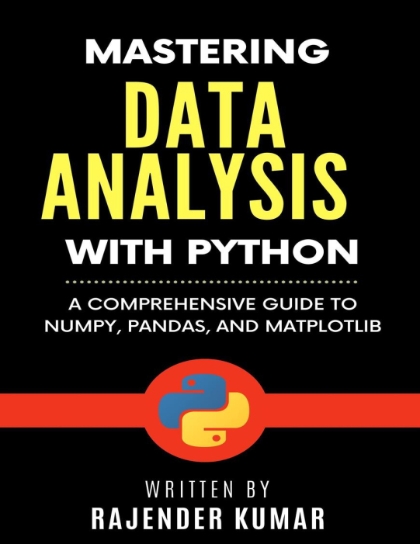 MASTERING
DATA
ANALYSIS
WITH PYTHON
A COMPREHENSIVE GUIDE TO
NUMPY, PANDAS, AND MATPLOTLIB
WRITTEN BY
RAJENDER KUMAR